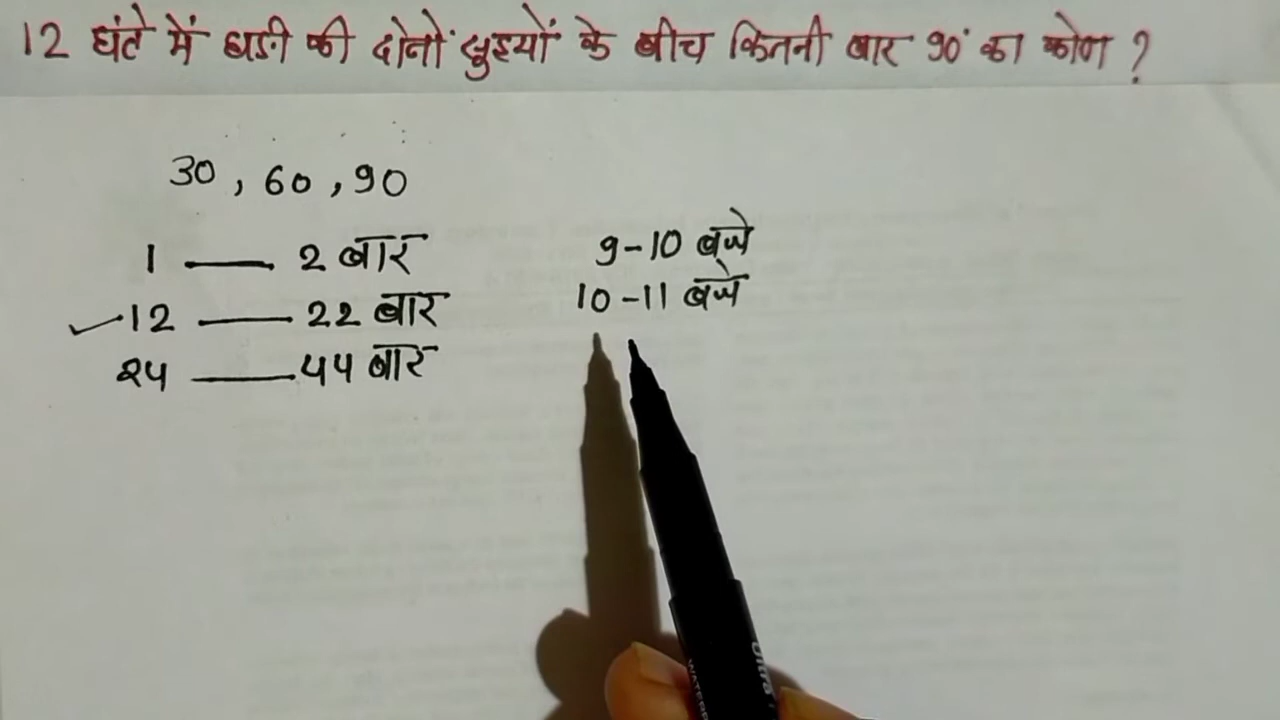 12 घंटे में घड़ी की दोनों सुइयों के बीच कितनी बार 90° का कोण ?
30 , 60 , 90
1 — 2 बार
12 — 22 बार
24 — 44 बार
9-10 बजे
10-11 बजे